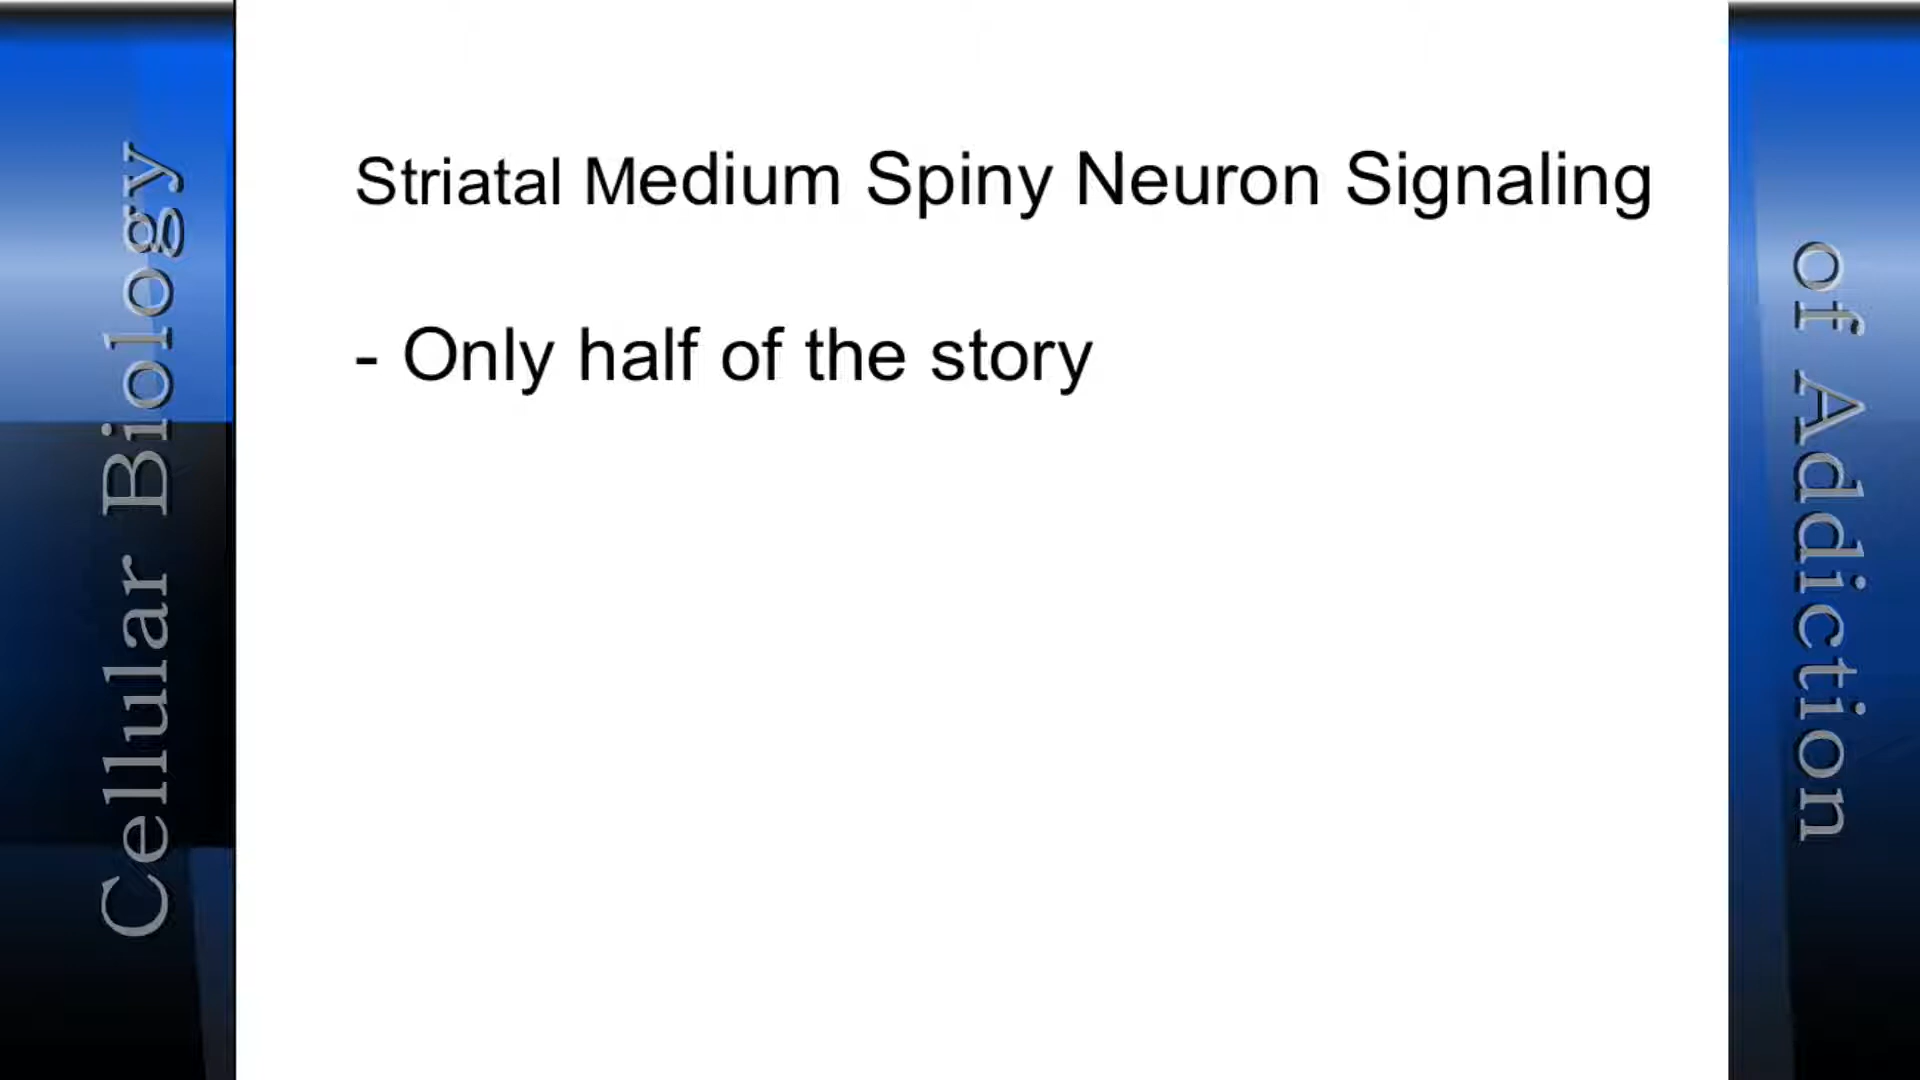 Cellular Biology
Striatal Medium Spiny Neuron Signaling
- Only half of the story
of Addiction